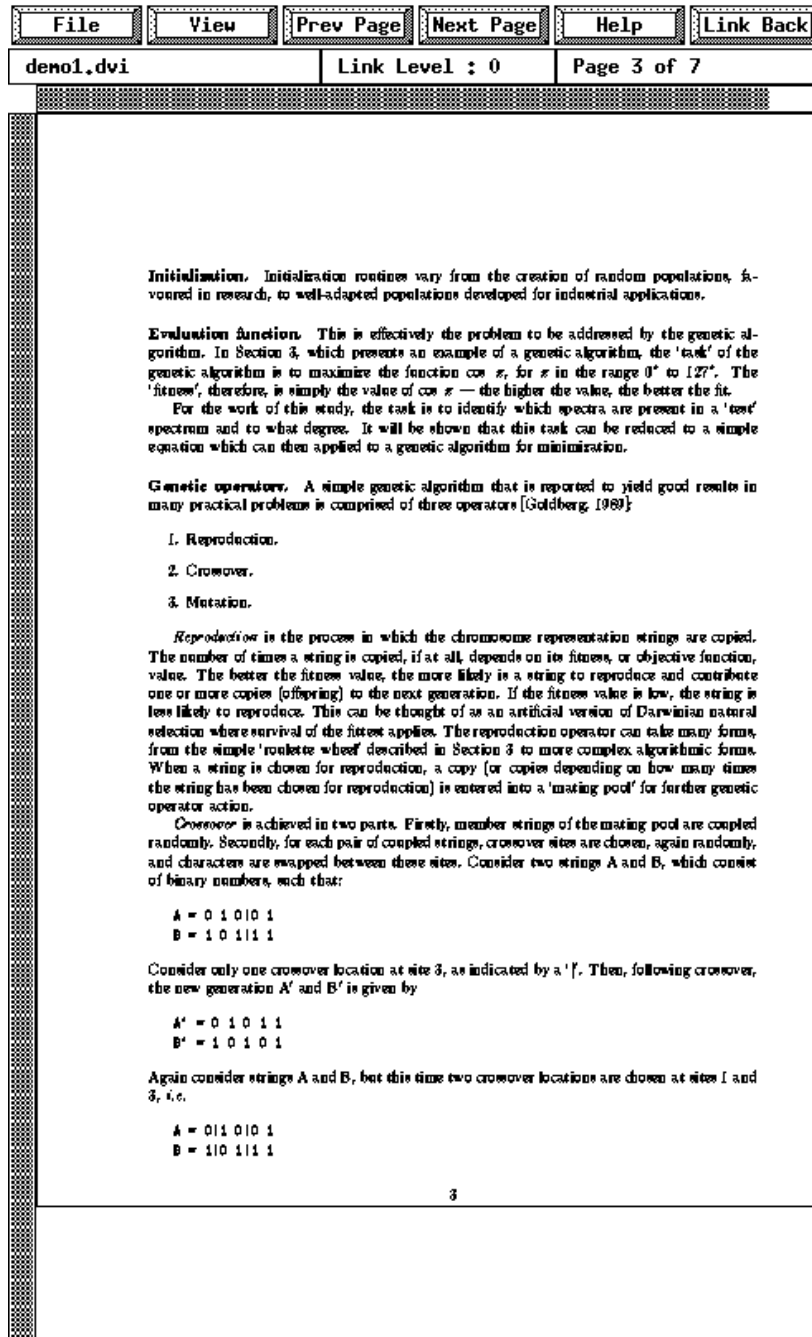 File View Prev Page Next Page Help Link Back
demo1.dvi Link Level : 0 Page 3 of 7
Initialisation. Initialization routines vary from the creation of random populations, fa-
voured in research, to well-adapted populations developed for industrial applications.
Evaluation function. This is effectively the problem to be addressed by the genetic al-
gorithm. In Section 3, which presents an example of a genetic algorithm, the 'task' of the
genetic algorithm is to maximize the function cos x, for x in the range 0° to 127°. The
'fitness', therefore, is simply the value of cos x — the higher the value, the better the fit.
For the work of this study, the task is to identify which spectra are present in a 'test'
spectrum and to what degree. It will be shown that this task can be reduced to a simple
equation which can then applied to a genetic algorithm for minimization.
Genetic operators. A simple genetic algorithm that is reported to yield good results in
many practical problems is comprised of three operators [Goldberg, 1989]:
1. Reproduction.
2. Crossover.
3. Mutation.
Reproduction is the process in which the chromosome representation strings are copied.
The number of times a string is copied, if at all, depends on its fitness, or objective function,
value. The better the fitness value, the more likely is a string to reproduce and contribute
one or more copies (offspring) to the next generation. If the fitness value is low, the string is
less likely to reproduce. This can be thought of as an artificial version of Darwinian natural
selection where survival of the fittest applies. The reproduction operator can take many forms,
from the simple 'roulette wheel' described in Section 3 to more complex algorithmic forms.
When a string is chosen for reproduction, a copy (or copies depending on how many times
the string has been chosen for reproduction) is entered into a 'mating pool' for further genetic
operator action.
Crossover is achieved in two parts. Firstly, member strings of the mating pool are coupled
randomly. Secondly, for each pair of coupled strings, crossover sites are chosen, again randomly,
and characters are swapped between these sites. Consider two strings A and B, which consist
of binary numbers, such that:
A = 0 1 0|0 1
B = 1 0 1|1 1
Consider only one crossover location at site 3, as indicated by a '|'. Then, following crossover,
the new generation A' and B' is given by
A' = 0 1 0 1 1
B' = 1 0 1 0 1
Again consider strings A and B, but this time two crossover locations are chosen at sites 1 and
3, i.e.
A = 0|1 0|0 1
B = 1|0 1|1 1
3